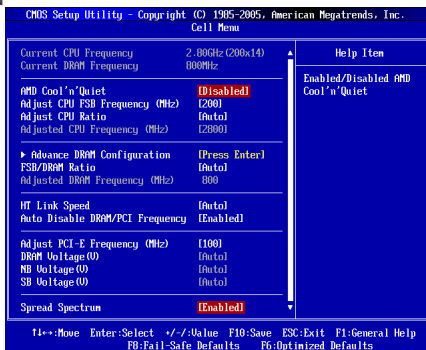 CMOS Setup Utility - Copyright (C) 1985-2005, American Megatrends, Inc.
Cell Menu
Current CPU Frequency 2.80GHz(200x14)
Current DRAM Frequency 800MHz
AMD Cool'n'Quiet [Disabled]
Adjust CPU FSB Frequency (MHz) [200]
Adjust CPU Ratio [Auto]
Adjusted CPU Frequency (MHz) [2800]
▶ Advance DRAM Configuration [Press Enter]
FSB/DRAM Ratio [Auto]
Adjusted DRAM Frequency (MHz) 800
HT Link Speed [Auto]
Auto Disable DRAM/PCI Frequency [Enabled]
Adjust PCI-E Frequency (MHz) [100]
DRAM Voltage(V) [Auto]
NB Voltage(V) [Auto]
SB Voltage(V) [Auto]
Spread Spectrum [Enabled]
Help Item
Enabled/Disabled AMD
Cool'n'Quiet
↑↓←→:Move Enter:Select +/-/:Value F10:Save ESC:Exit F1:General Help
F8:Fail-Safe Defaults F6:Optimized Defaults